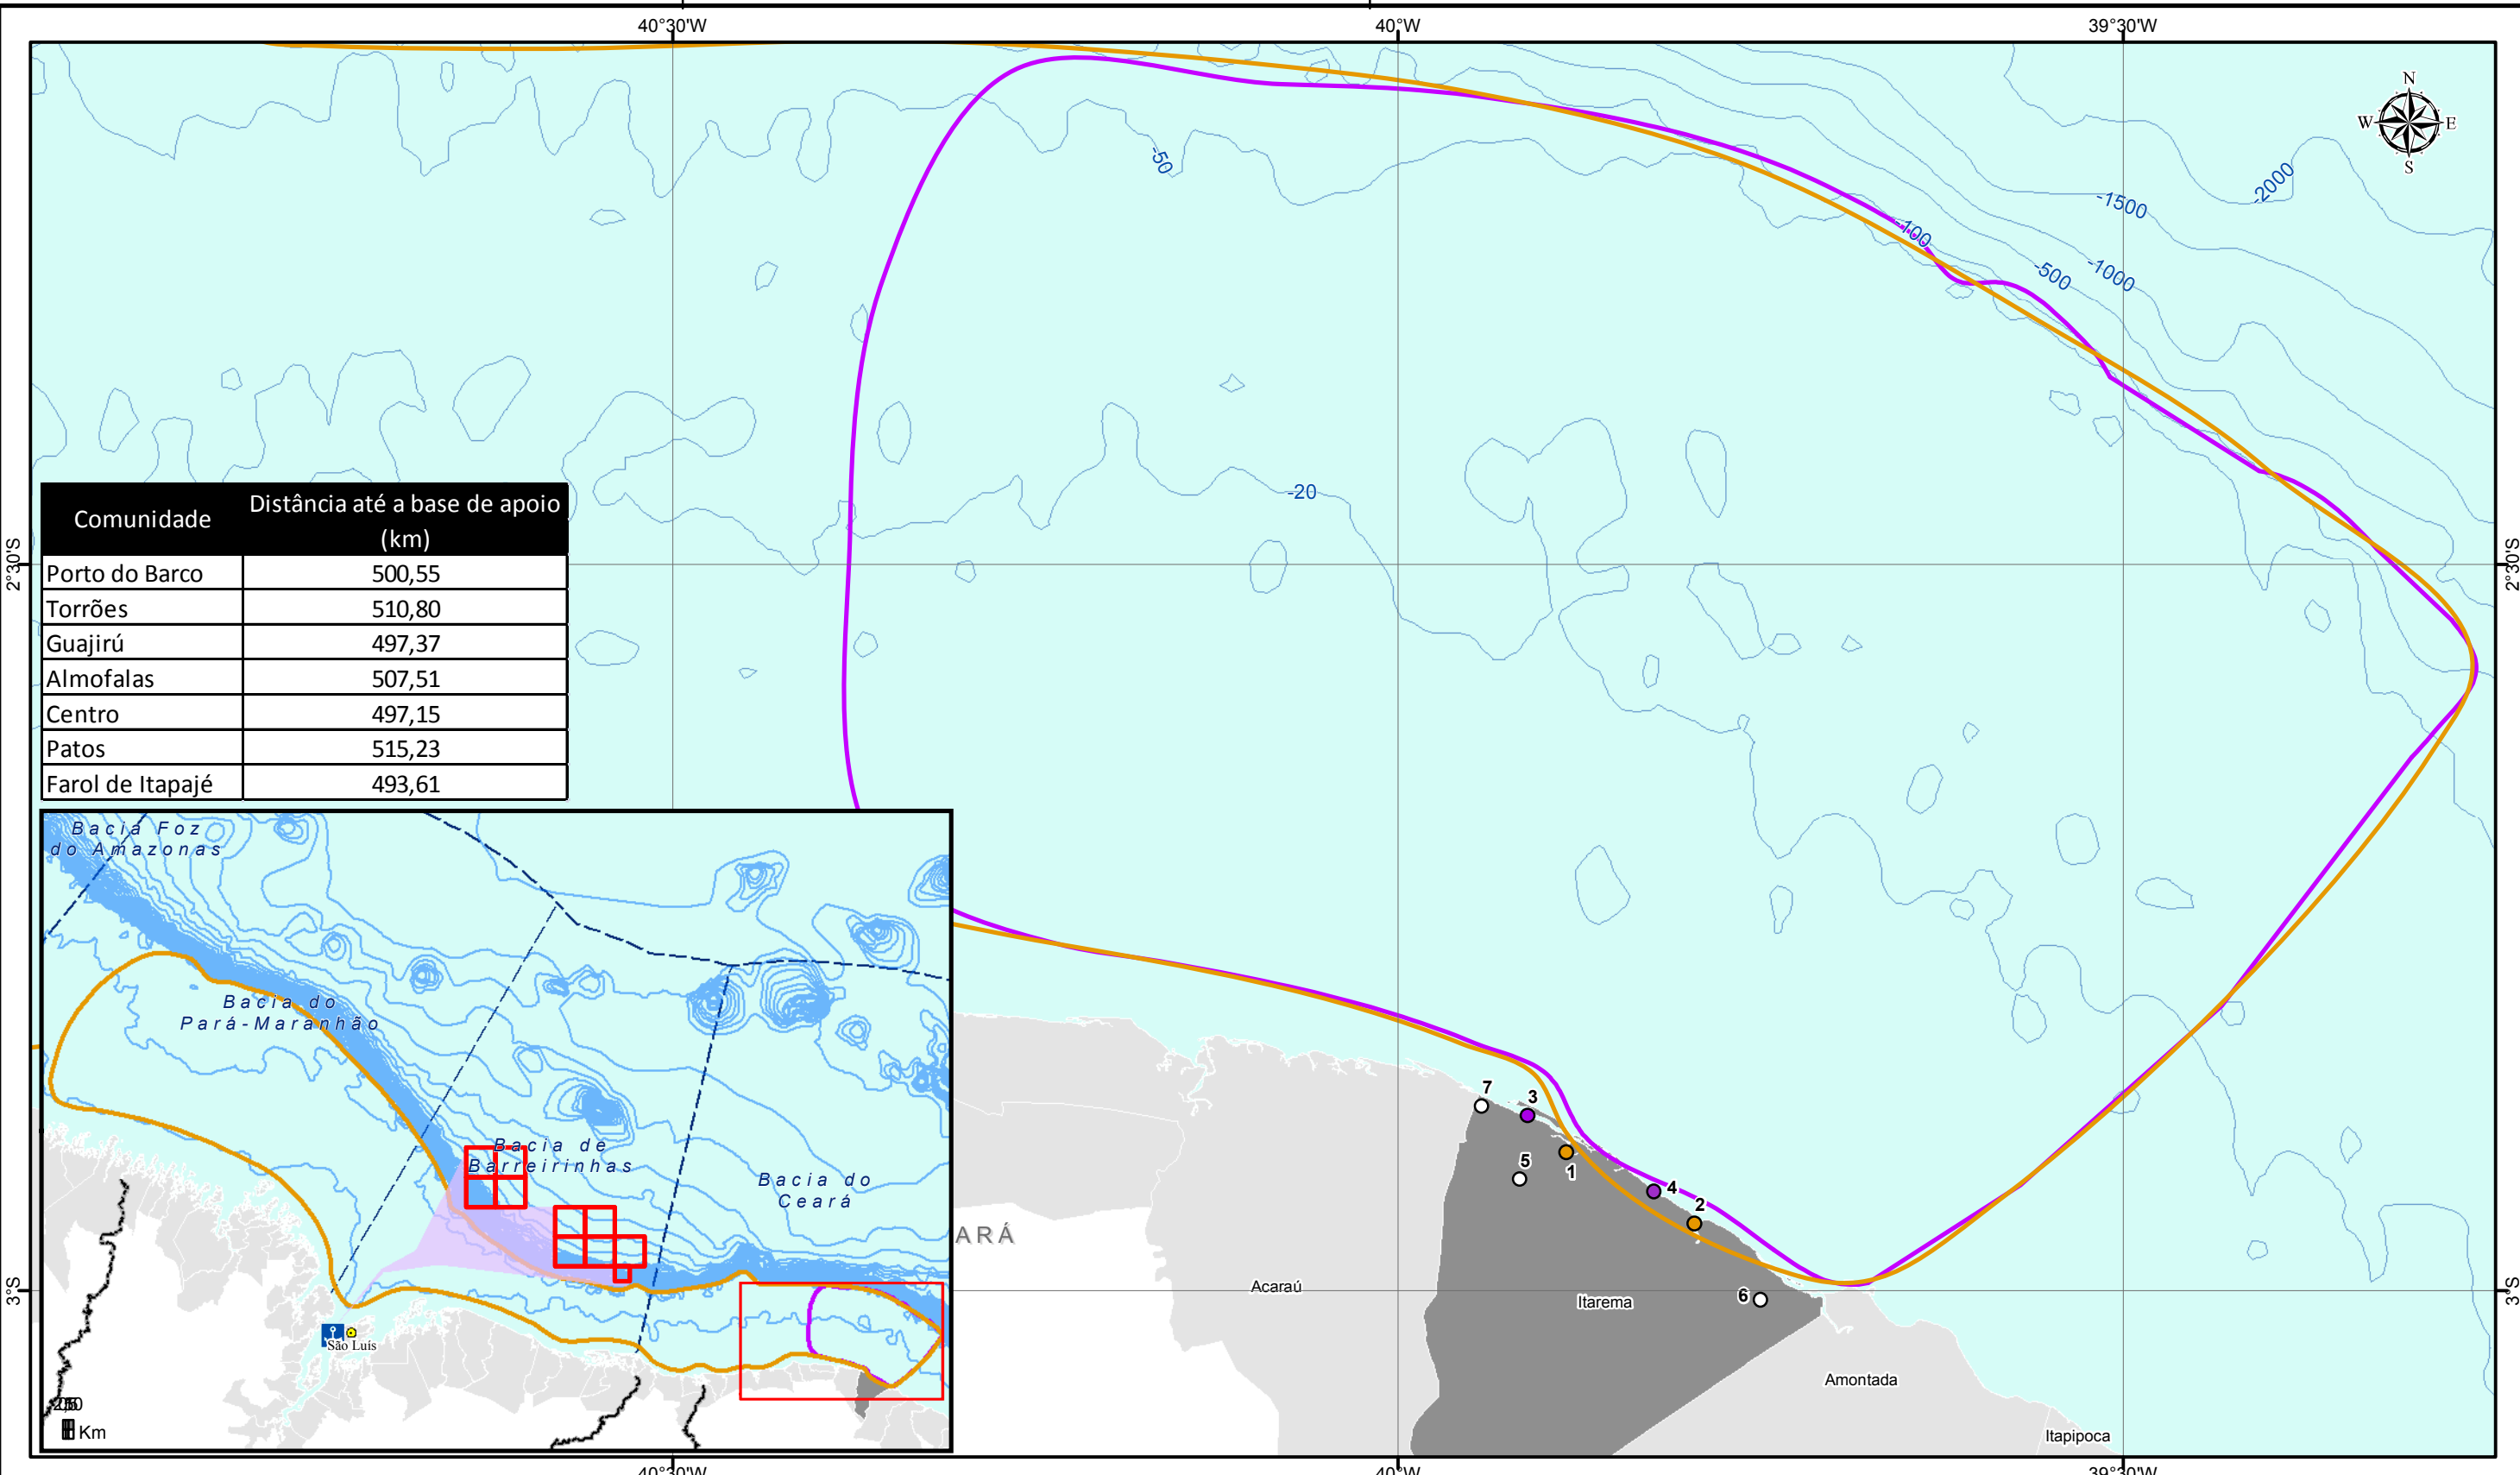 40°30'W
40°W
39°30'W
N
W
E
S
-50
-2000
-1500
-100
-1000
-500
-20
2°30'S
2°30'S
Comunidade
Distância até a base de apoio
(km)
Porto do Barco 500,55
Torrões 510,80
Guajirú 497,37
Almofalas 507,51
Centro 497,15
Patos 515,23
Farol de Itapajé 493,61
Bacia Foz
do Amazonas
Bacia do
Pará-Maranhão
Bacia de
Barreirinhas
Bacia do
Ceará
São Luís
Km
7
3
1
5
4
2
6
ARÁ
Acaraú
Itarema
Amontada
Itapipoca
3°S
3°S
40°30'W
40°W
39°30'W